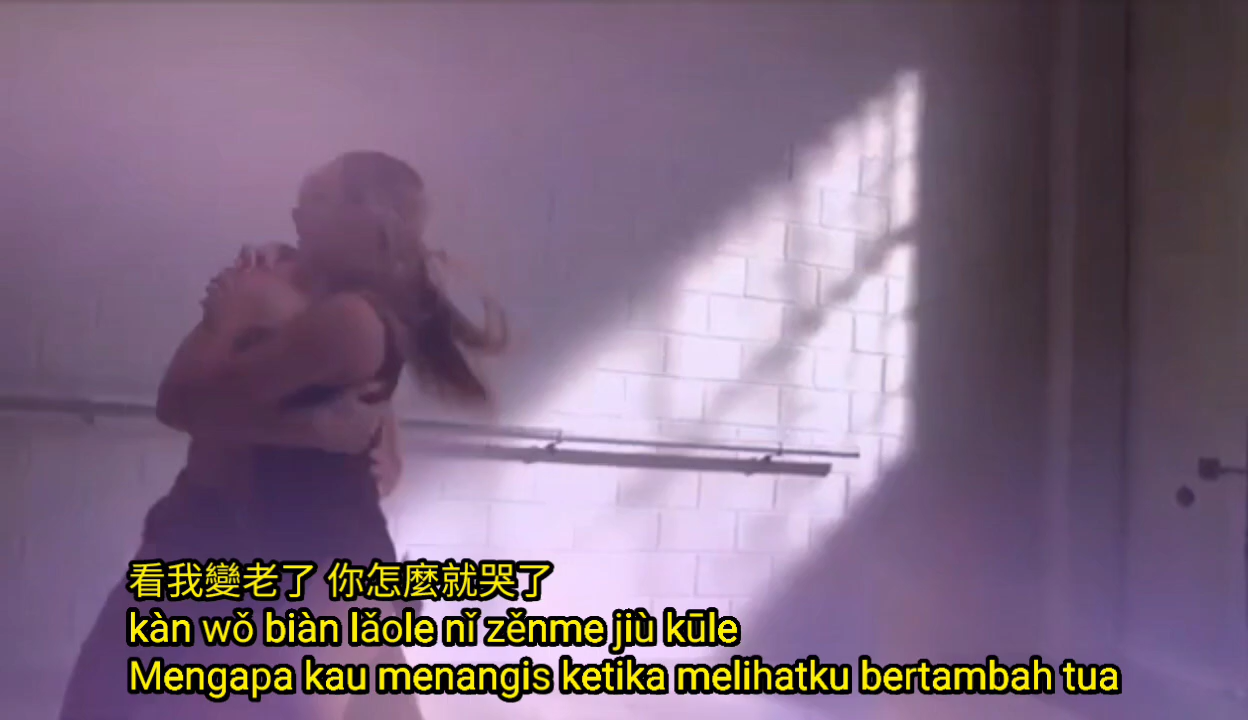 看我變老了 你怎麼就哭了
kàn wǒ biàn lǎole nǐ zěnme jiù kūle
Mengapa kau menangis ketika melihatku bertambah tua